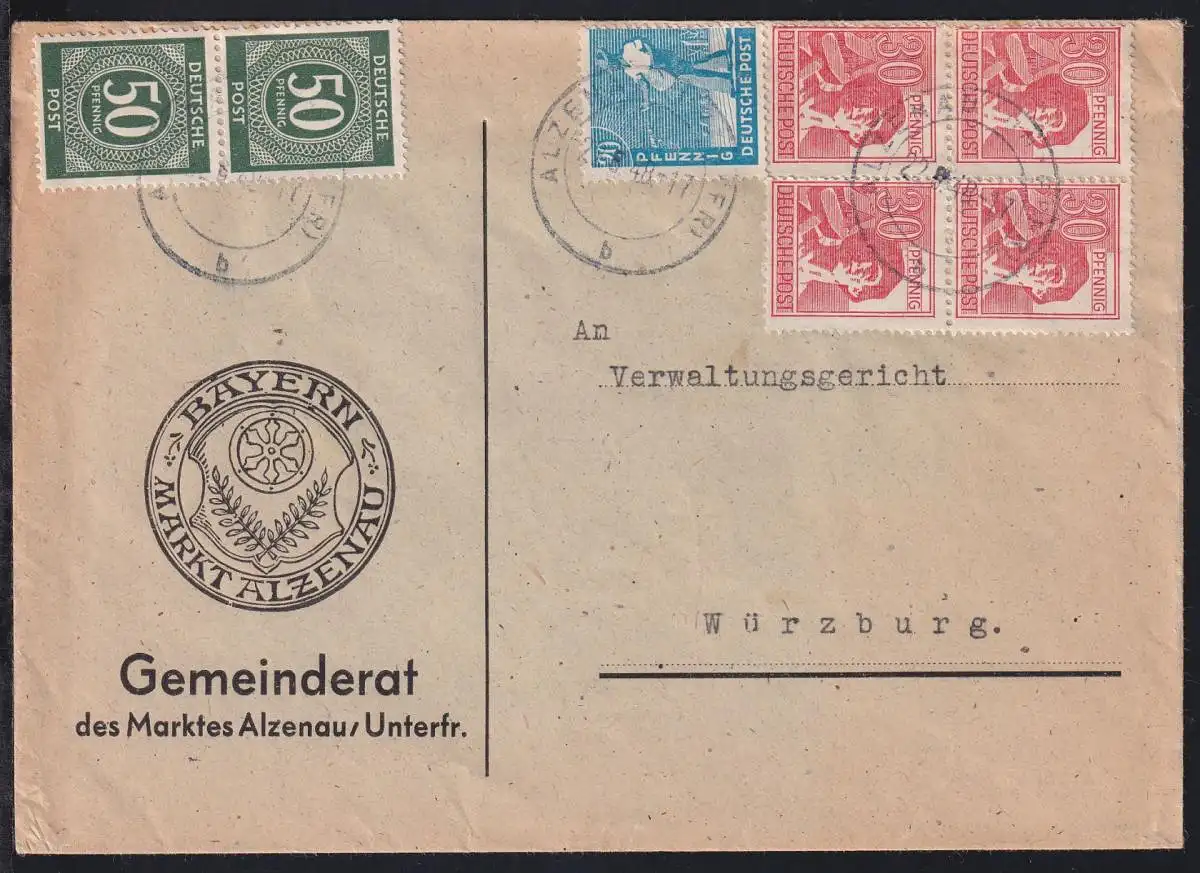 50
PFENNIG
DEUTSCHE
POST
50
PFENNIG
DEUTSCHE
POST
PFENNIG
DEUTSCHE POST
30
PFENNIG
DEUTSCHE POST
30
PFENNIG
DEUTSCHE POST
30
PFENNIG
DEUTSCHE POST
30
PFENNIG
DEUTSCHE POST
b
b
An
Verwaltungsgericht
Würzburg.
BAYERN
MARKT ALZENAU
Gemeinderat
des Marktes Alzenau/Unterfr.